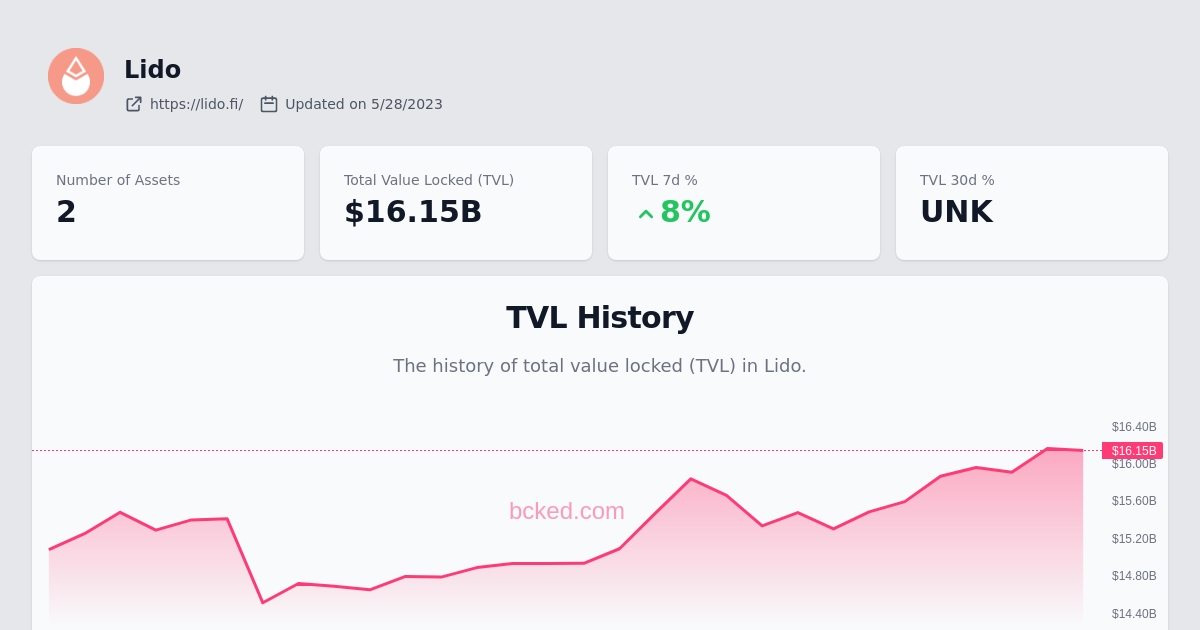 Lido
https://lido.fi/ Updated on 5/28/2023
Number of Assets
2
Total Value Locked (TVL)
$16.15B
TVL 7d %
8%
TVL 30d %
UNK
TVL History
The history of total value locked (TVL) in Lido.
$16.40B
$16.15B
$16.00B
bcked.com
$15.60B
$15.20B
$14.80B
$14.40B